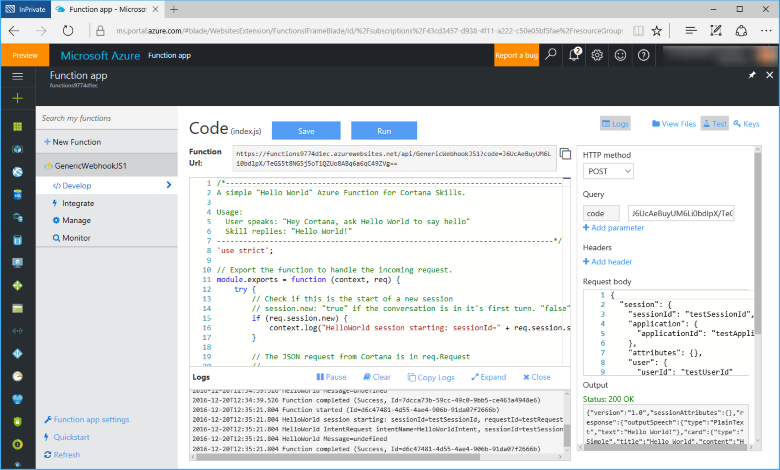 InPrivate
Function app - Microsoft
ms.portal.azure.com/#blade/WebsitesExtension/FunctionsIFrameBlade/id/%2Fsubscriptions%2F43cd3457-d938-4f11-a222-c50e05bf5fae%2FresourceGroups
Preview
Microsoft Azure
Function app
Report a bug
2
Function app
functions9774d1ec
Search my functions
+ New Function
GenericWebhookJS1
Develop
Integrate
Manage
Monitor
Function app settings
Quickstart
Refresh
Code (index.js)
Save
Run
Logs
View Files
Test
Keys
Function Url:
https://functions9774d1ec.azurewebsites.net/api/GenericWebhookJS1?code=J6UcAeBuyUM6L
i0bdlpX/TeGS5t8NG5j5oT1QZUo8A8q6a6qC49ZVg==
1 /*----------------------------------------------------------------
2 A simple "Hello World" Azure Function for Cortana Skills.
3
4 Usage:
5 User speaks: "Hey Cortana, ask Hello World to say hello"
6 Skill replies: "Hello World!"
7 ----------------------------------------------------------------*/
8 'use strict';
9
10 // Export the function to handle the incoming request.
11 module.exports = function (context, req) {
12 try {
13 // Check if this is the start of a new session
14 // session.new: "true" if the conversation is in it's first turn. "false"
15 if (req.session.new) {
16 context.log("HelloWorld session starting: sessionId=" + req.session.s
17 }
18
19 // The JSON request from Cortana is in req.Request
Logs
Pause
Clear
Copy Logs
Expand
Close
2016-12-20T12:34:39.526 HelloWorld Message=undefined
2016-12-20T12:34:39.526 Function completed (Success, Id=7dcca73b-59cc-49c0-9bb5-ce463a4948e6)
2016-12-20T12:35:21.804 Function started (Id=d6c47481-4d55-4ae4-906b-91da07f2666b)
2016-12-20T12:35:21.804 HelloWorld session starting: sessionId=testSessionId, requestId=testReques
2016-12-20T12:35:21.804 HelloWorld IntentRequest intentName=HelloWorldIntent, sessionId=testSession
2016-12-20T12:35:21.804 HelloWorld Message=undefined
2016-12-20T12:35:21.804 Function completed (Success, Id=d6c47481-4d55-4ae4-906b-91da07f2666b)
HTTP method
POST
Query
code
J6UcAeBuyUM6Li0bdlpX/TeG
+ Add parameter
Headers
+ Add header
Request body
1 {
2 "session": {
3 "sessionId": "testSessionId",
4 "application": {
5 "applicationId": "testAppli
6 },
7 "attributes": {},
8 "user": {
9 "userId": "testUserId"
Output
Status: 200 OK
{"version":"1.0","sessionAttributes":{},"r
esponse":{"outputSpeech":{"type":"PlainTex
t","text":"Hello World!"},"card":{"type":"
Simple","title":"Hello World","content":"H